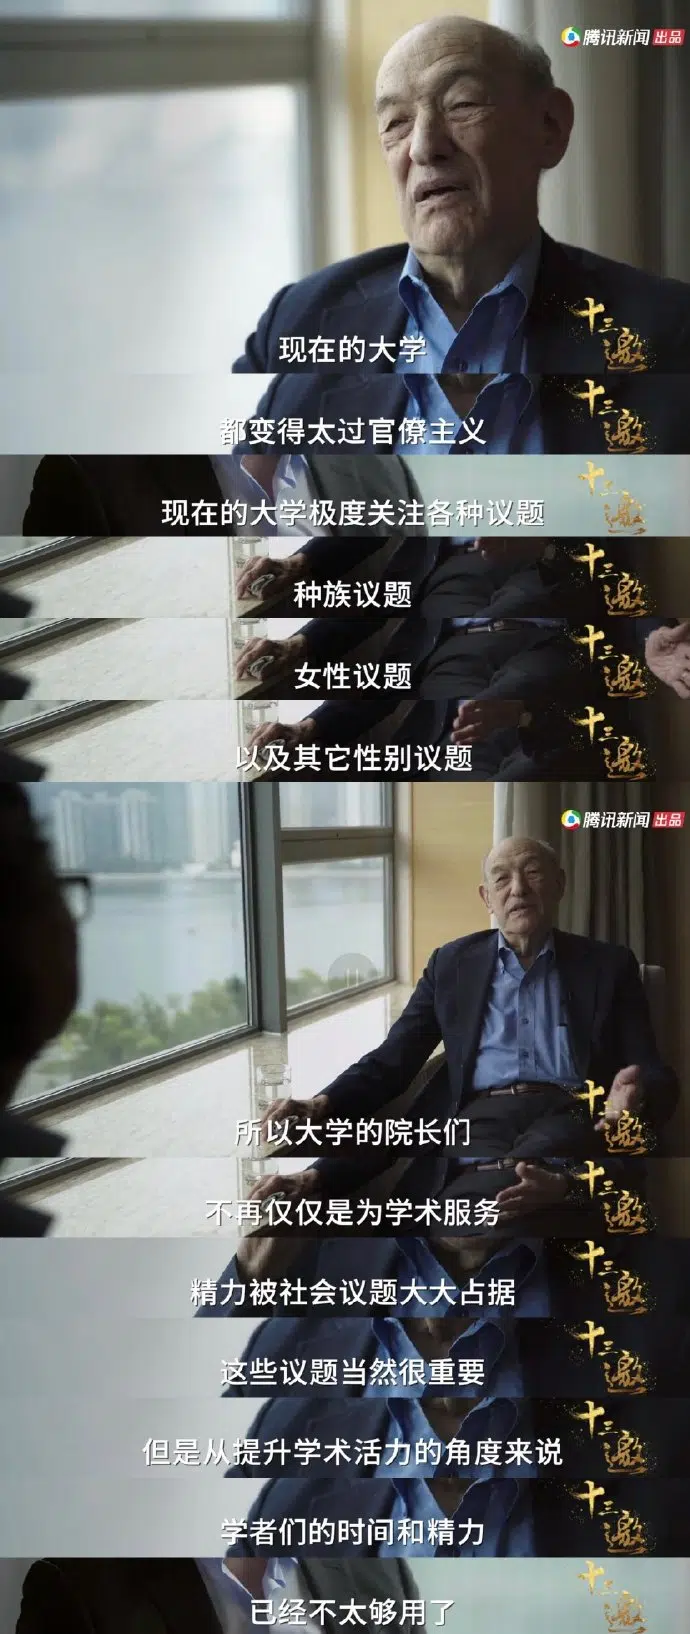 腾讯新闻 出品
十三邀
现在的大学
十三邀
都变得太过官僚主义
十三邀
现在的大学极度关注各种议题
十三邀
种族议题
十三邀
女性议题
十三邀
以及其它性别议题
腾讯新闻 出品
十三邀
所以大学的院长们
十三邀
不再仅仅是为学术服务
十三邀
精力被社会议题大大占据
十三邀
这些议题当然很重要
十三邀
但是从提升学术活力的角度来说
十三邀
学者们的时间和精力
十三邀
已经不太够用了